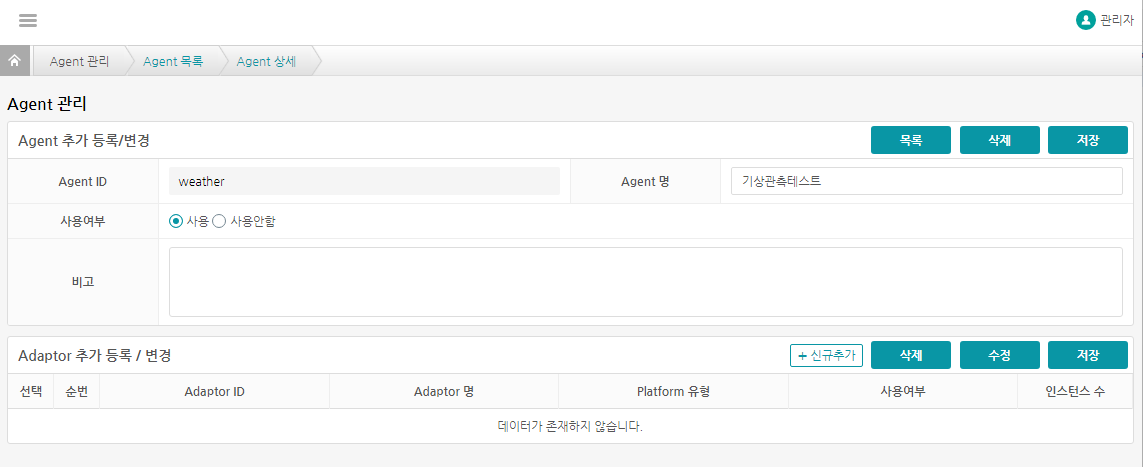 관리자
Agent 관리 Agent 목록 Agent 상세
Agent 관리
Agent 추가 등록/변경 목록 삭제 저장
Agent ID weather Agent 명 기상관측테스트
사용여부 사용 사용안함
비고
Adaptor 추가 등록 / 변경 + 신규추가 삭제 수정 저장
선택 순번 Adaptor ID Adaptor 명 Platform 유형 사용여부 인스턴스 수
데이터가 존재하지 않습니다.